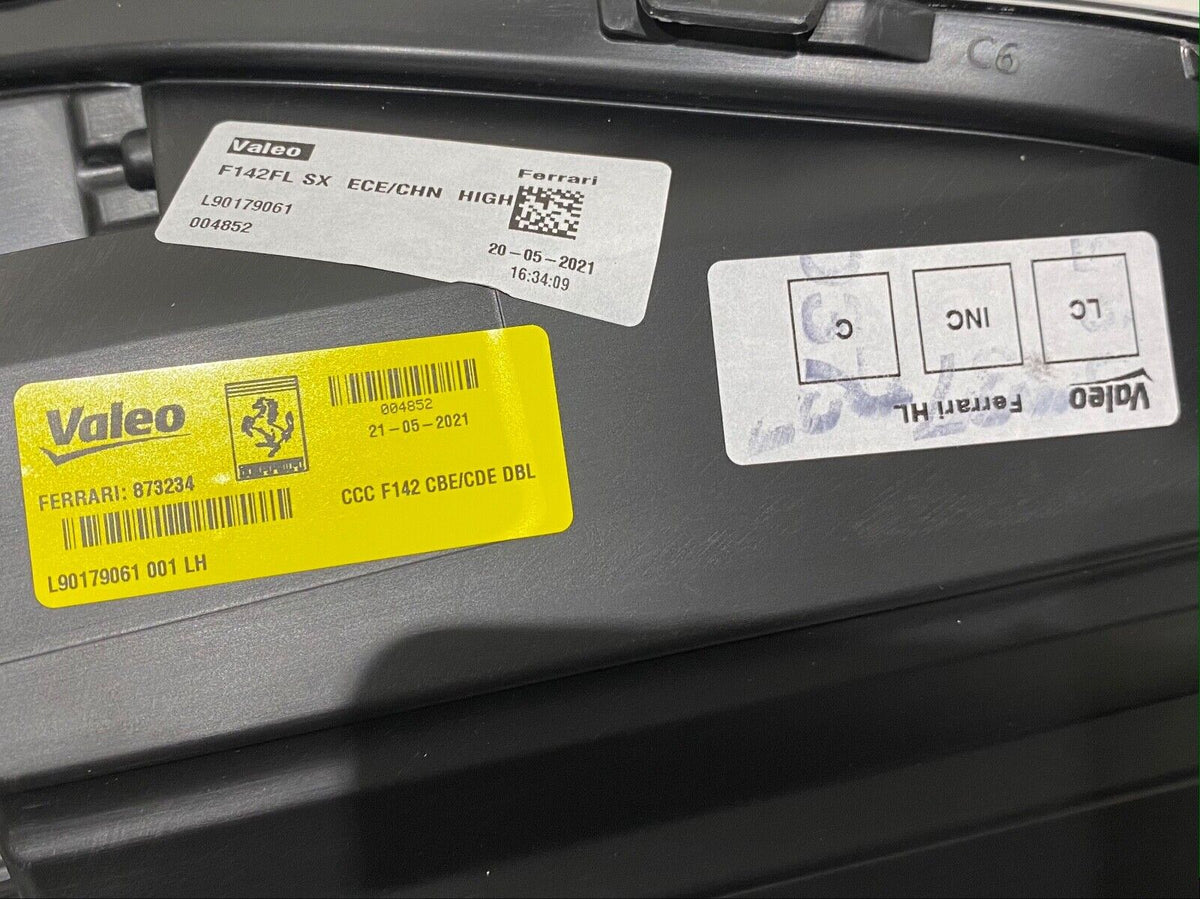 C6
Valeo
F142FL SX ECE/CHN HIGH
L90179061
004852
Ferrari
20-05-2021
16:34:09
Valeo
004852
21-05-2021
FERRARI: 873234
CCC F142 CBE/CDE DBL
L90179061 001 LH
Valeo
Ferrari HL
LC
INC
C